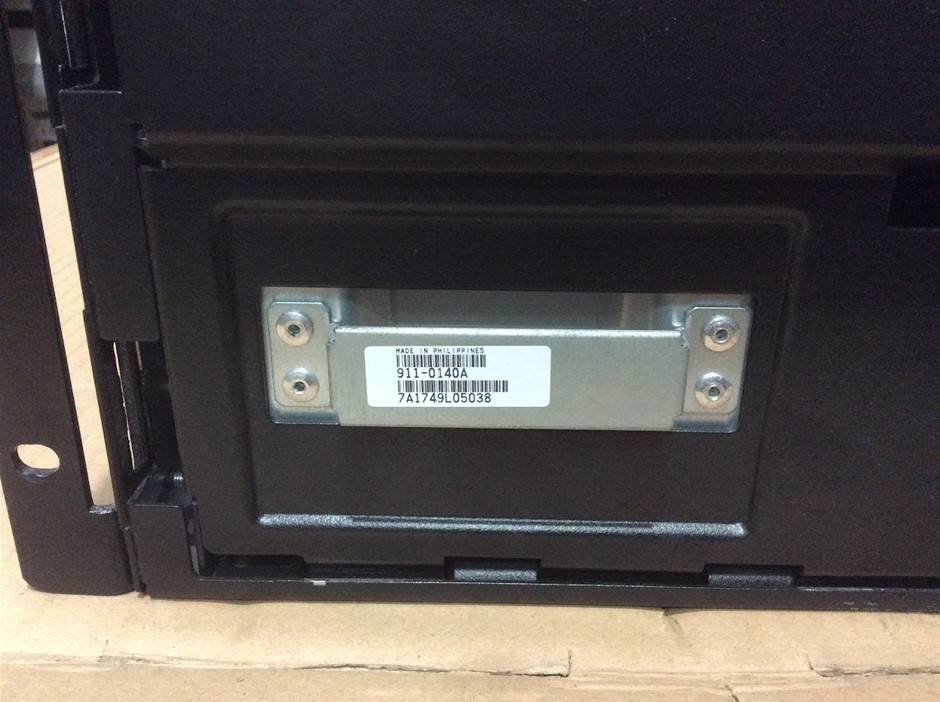 MADE IN PHILIPPINES
911-0140A
7A1749L05038